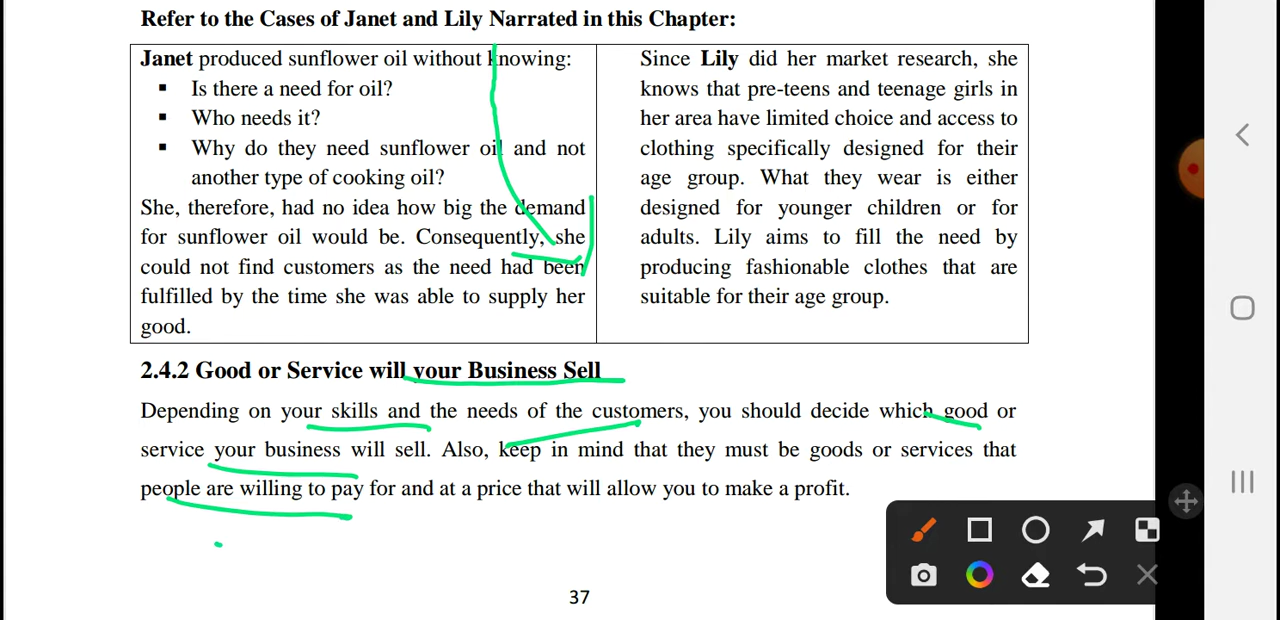 Refer to the Cases of Janet and Lily Narrated in this Chapter:
Janet produced sunflower oil without knowing:
▪ Is there a need for oil?
▪ Who needs it?
▪ Why do they need sunflower oil and not
another type of cooking oil?
She, therefore, had no idea how big the demand
for sunflower oil would be. Consequently, she
could not find customers as the need had been
fulfilled by the time she was able to supply her
good.
Since Lily did her market research, she
knows that pre-teens and teenage girls in
her area have limited choice and access to
clothing specifically designed for their
age group. What they wear is either
designed for younger children or for
adults. Lily aims to fill the need by
producing fashionable clothes that are
suitable for their age group.
2.4.2 Good or Service will your Business Sell
Depending on your skills and the needs of the customers, you should decide which good or
service your business will sell. Also, keep in mind that they must be goods or services that
people are willing to pay for and at a price that will allow you to make a profit.
37